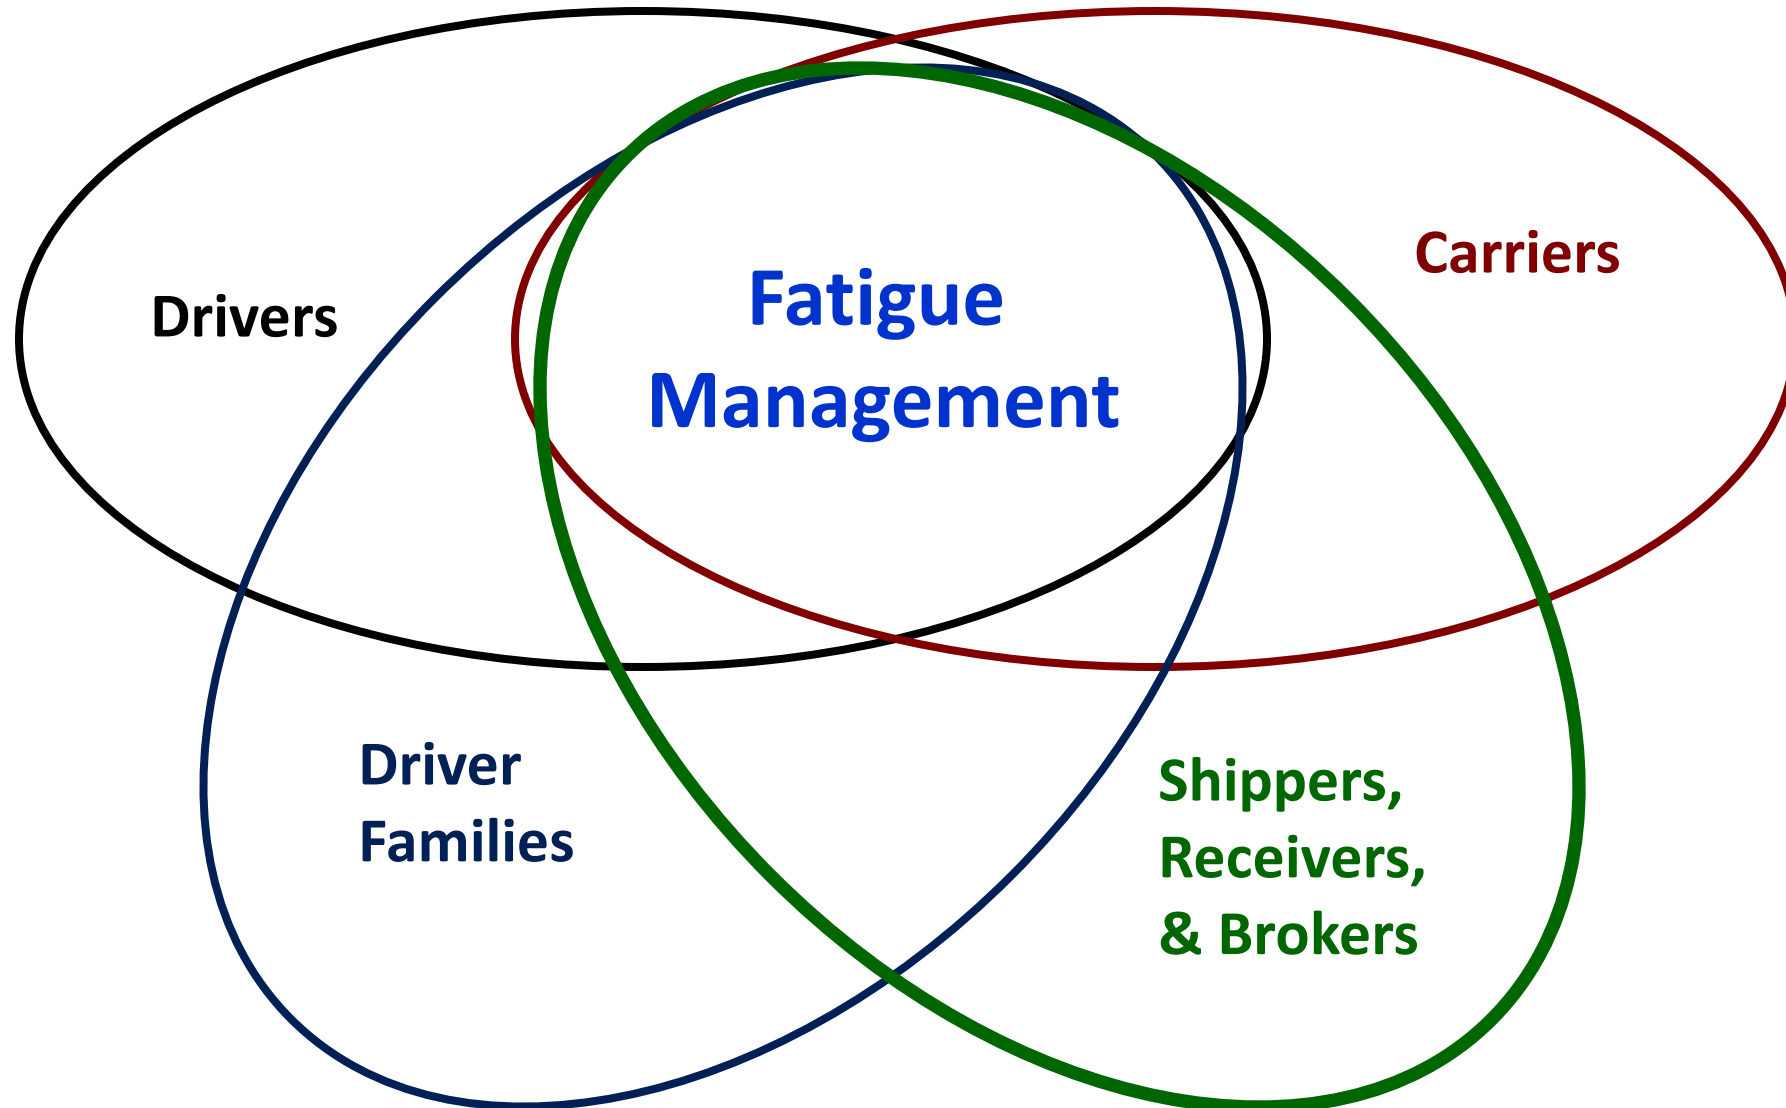 Drivers
Fatigue
Management
Carriers
Driver
Families
Shippers,
Receivers,
& Brokers